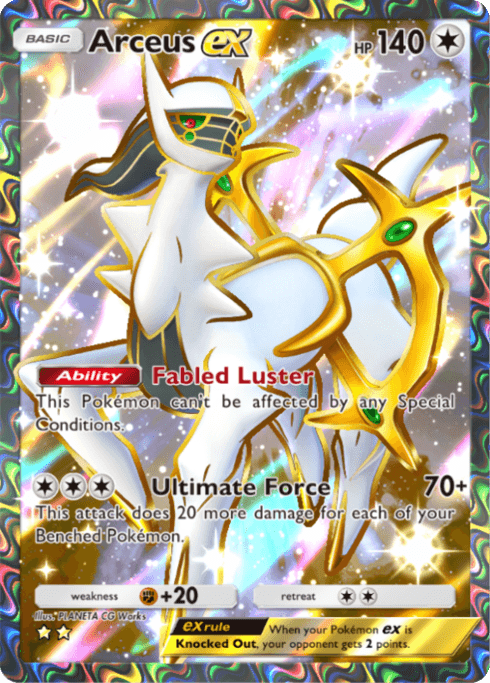 BASIC Arceus ex HP 140
Ability Fabled Luster
This Pokémon can't be affected by any Special
Conditions.
Ultimate Force 70+
This attack does 20 more damage for each of your
Benched Pokémon.
weakness +20 retreat
Illus. PLANETA CG Works
ex rule When your Pokémon ex is
Knocked Out, your opponent gets 2 points.